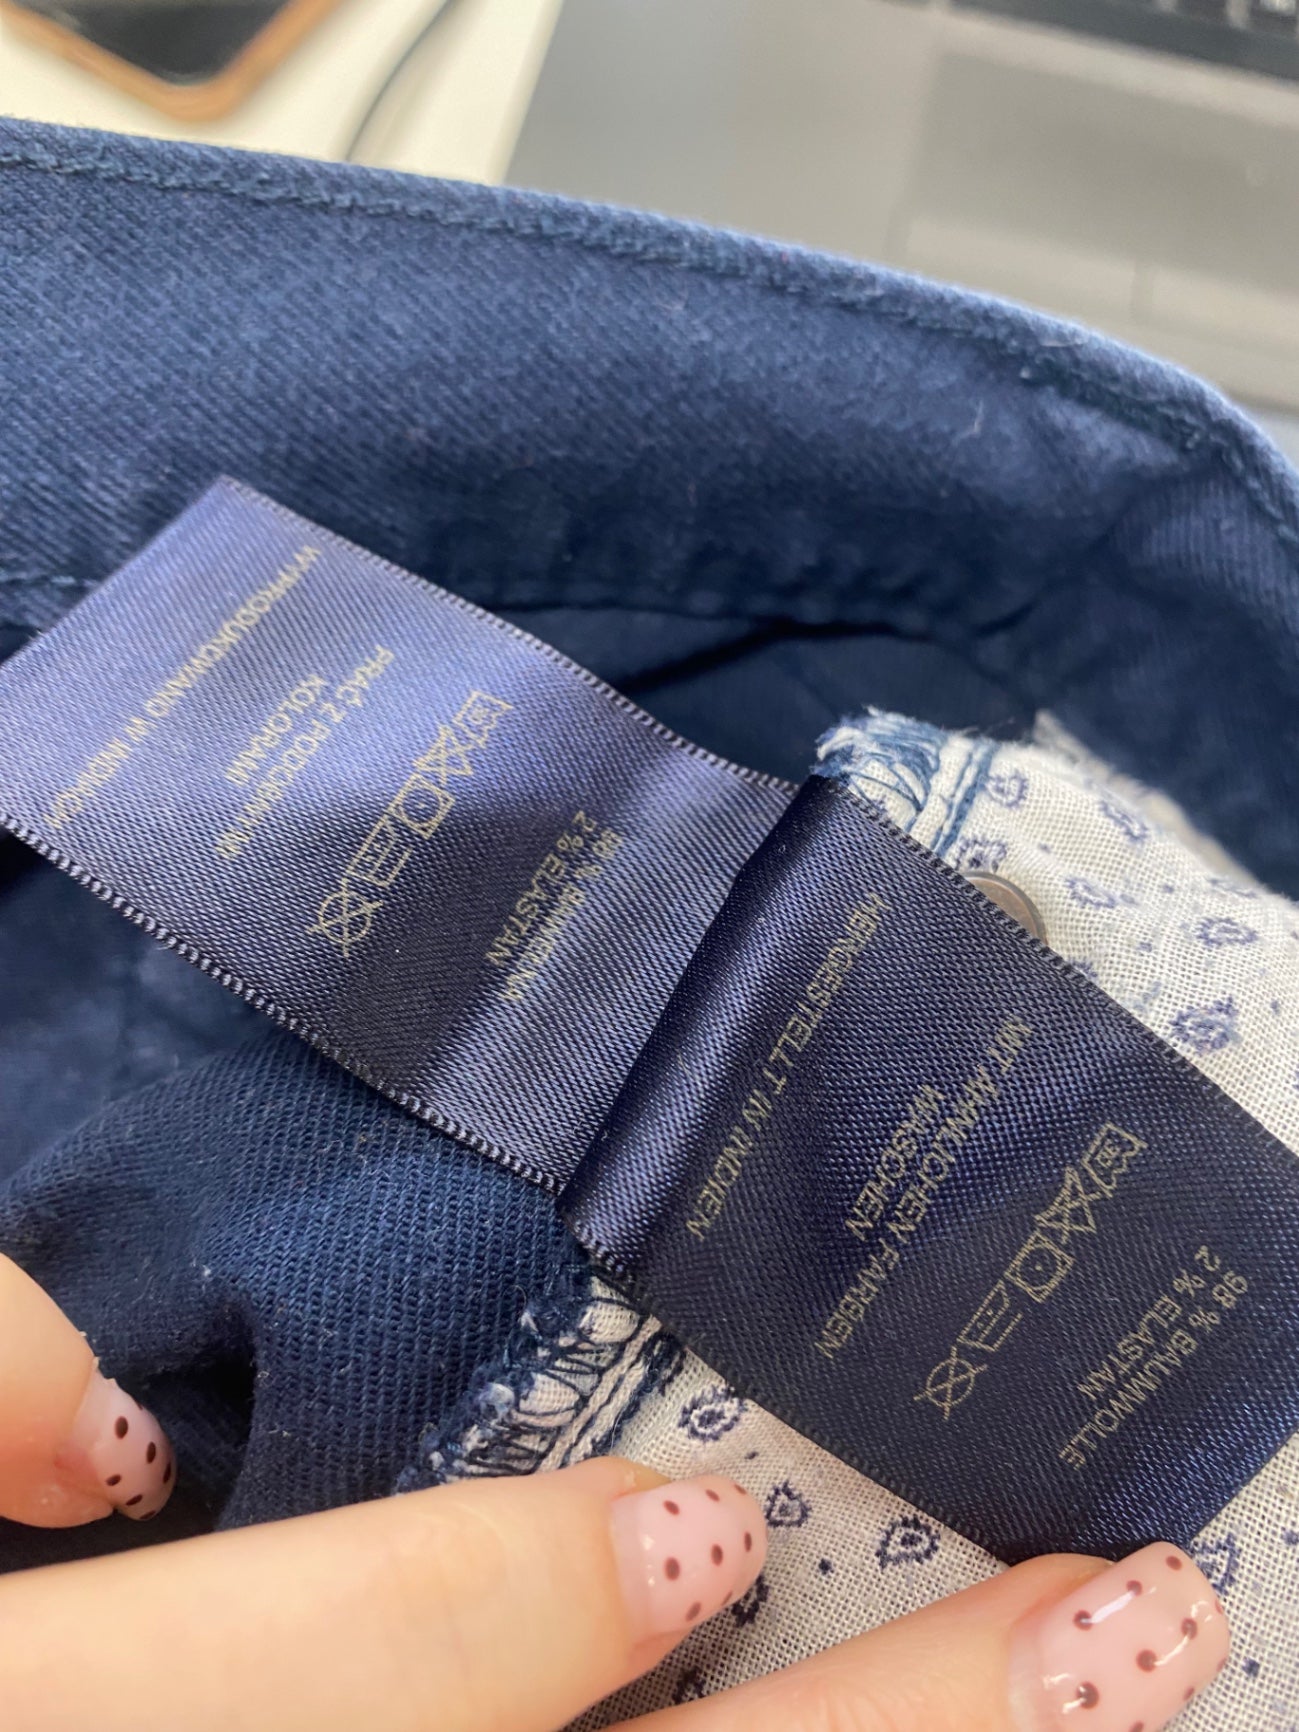 98 % BAWEŁNA
2 % ELASTAN
PRAĆ Z PODOBNYMI
KOLORAMI
WYPRODUKOWANO W INDIACH
98 % BAUMWOLLE
2 % ELASTAN
MIT ÄHNLICHEN FARBEN
WASCHEN
HERGESTELLT IN INDIEN